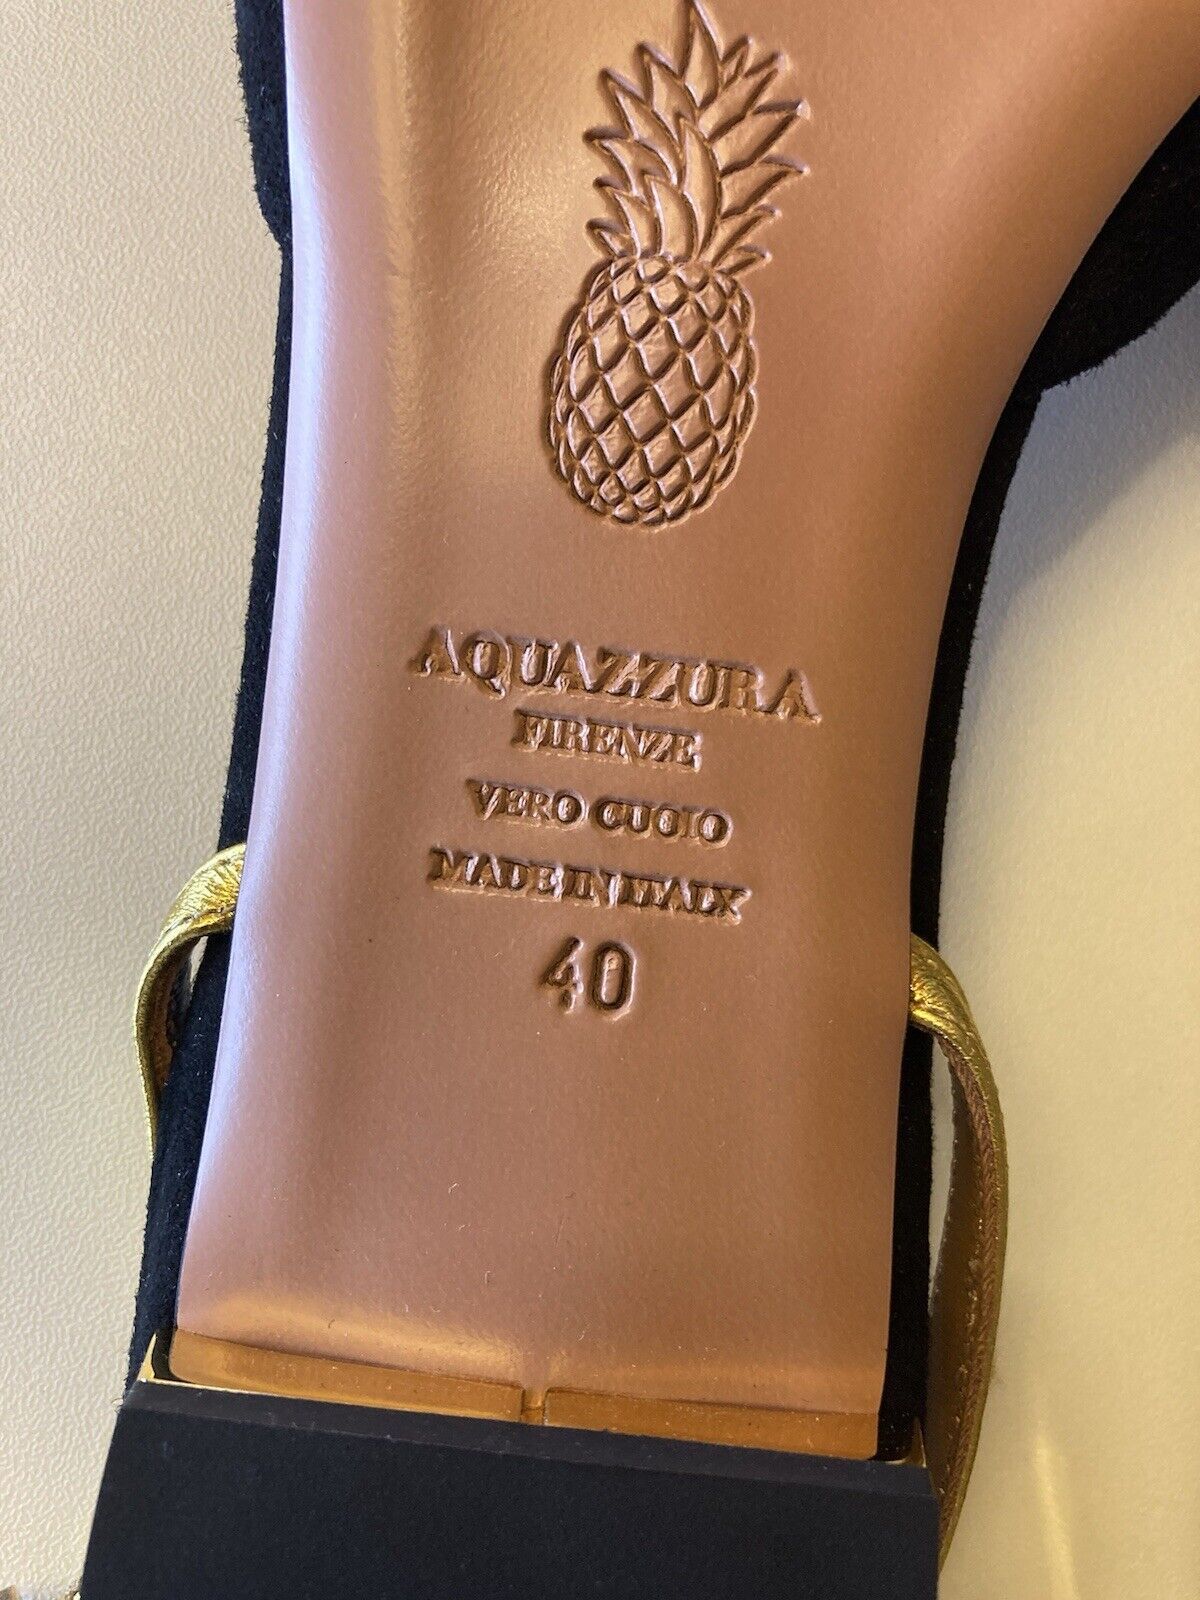 AQUAZZURA
FIRENZE
VERO CUOIO
MADE IN ITALY
40